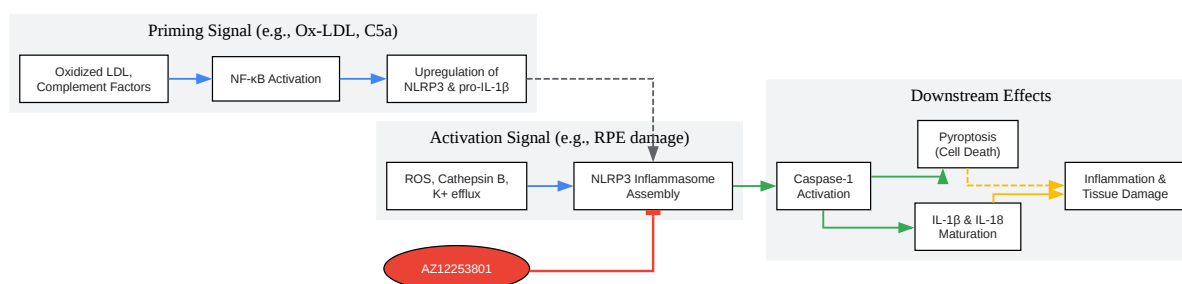 Priming Signal (e.g., Ox-LDL, C5a)
Oxidized LDL,
Complement Factors
NF-κB Activation
Upregulation of
NLRP3 & pro-IL-1β
Activation Signal (e.g., RPE damage)
ROS, Cathepsin B,
K+ efflux
NLRP3 Inflammasome
Assembly
AZ12253801
Downstream Effects
Caspase-1
Activation
Pyroptosis
(Cell Death)
IL-1β & IL-18
Maturation
Inflammation &
Tissue Damage